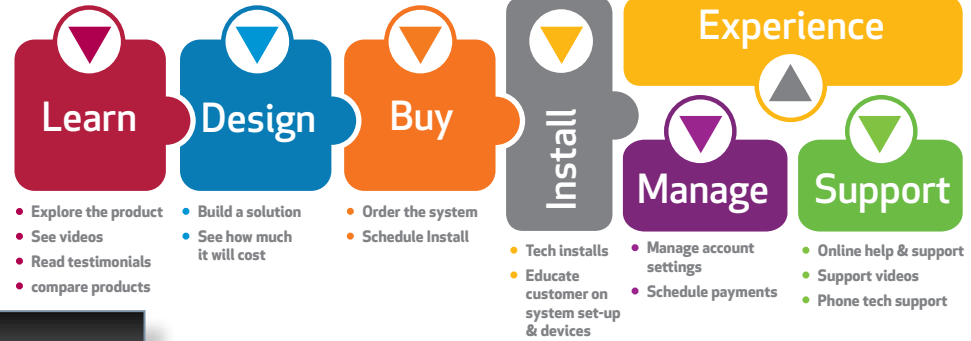 Learn
• Explore the product
• See videos
• Read testimonials
• compare products
Design
• Build a solution
• See how much
it will cost
Buy
• Order the system
• Schedule Install
Install
• Tech installs
• Educate
customer on
system set-up
& devices
Experience
Manage
• Manage account
settings
• Schedule payments
Support
• Online help & support
• Support videos
• Phone tech support